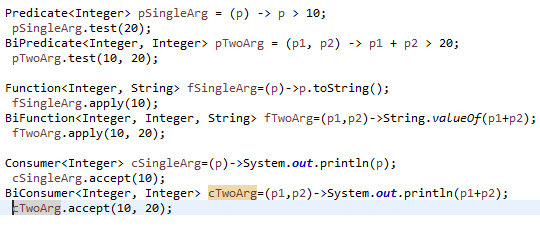 Predicate<Integer> pSingleArg = (p) -> p > 10;
pSingleArg.test(20);
BiPredicate<Integer, Integer> pTwoArg = (p1, p2) -> p1 + p2 > 20;
pTwoArg.test(10, 20);
Function<Integer, String> fSingleArg=(p)->p.toString();
fSingleArg.apply(10);
BiFunction<Integer, Integer, String> fTwoArg=(p1,p2)->String.valueOf(p1+p2);
fTwoArg.apply(10, 20);
Consumer<Integer> cSingleArg=(p)->System.out.println(p);
cSingleArg.accept(10);
BiConsumer<Integer, Integer> cTwoArg=(p1,p2)->System.out.println(p1+p2);
cTwoArg.accept(10, 20);